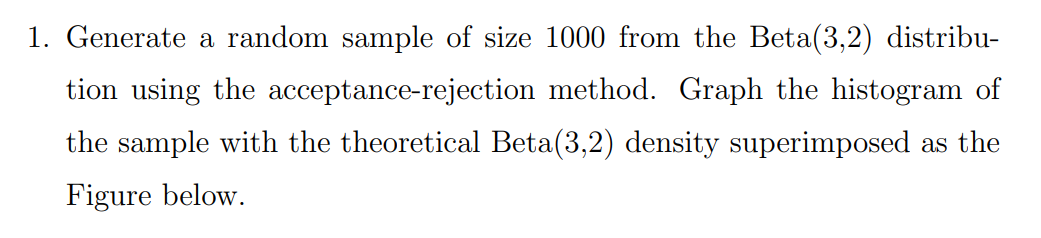 1. Generate a random sample of size 1000 from the Beta(3,2) distribu-
tion using the acceptance-rejection method. Graph the histogram of
the sample with the theoretical Beta(3,2) density superimposed as the
Figure below.